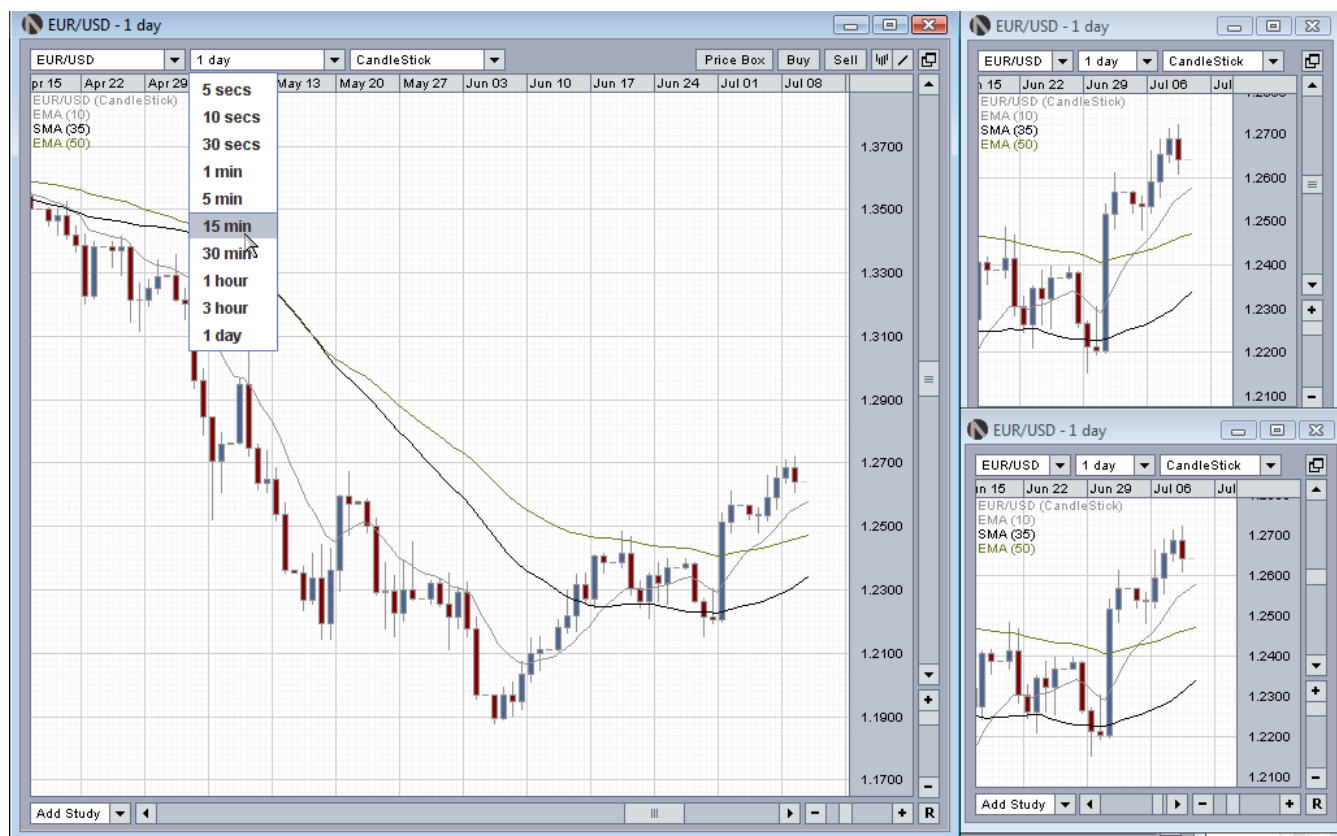 EUR/USD - 1 day
EUR/USD 1 day CandleStick Price Box Buy Sell
pr 15 Apr 22 Apr 29 May 13 May 20 May 27 Jun 03 Jun 10 Jun 17 Jun 24 Jul 01 Jul 08
EUR/USD (CandleStick)
EMA (10)
SMA (35)
EMA (50)
5 secs
10 secs
30 secs
1 min
5 min
15 min
30 min
1 hour
3 hour
1 day
1.3700
1.3500
1.3300
1.3100
1.2900
1.2700
1.2500
1.2300
1.2100
1.1900
1.1700
Add Study R
EUR/USD - 1 day
EUR/USD 1 day CandleStick
15 Jun 22 Jun 29 Jul 06 Jul
EUR/USD (CandleStick)
EMA (10)
SMA (35)
EMA (50)
1.2700
1.2600
1.2500
1.2400
1.2300
1.2200
1.2100
EUR/USD - 1 day
EUR/USD 1 day CandleStick
n 15 Jun 22 Jun 29 Jul 06 Jul
EUR/USD (CandleStick)
EMA (10)
SMA (35)
EMA (50)
1.2700
1.2600
1.2500
1.2400
1.2300
1.2200
1.2100
Add Study R